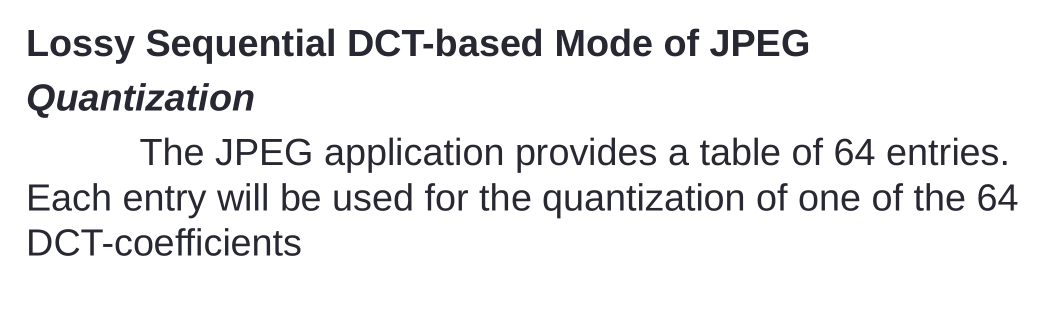 Lossy Sequential DCT-based Mode of JPEG
Quantization
The JPEG application provides a table of 64 entries.
Each entry will be used for the quantization of one of the 64
DCT-coefficients